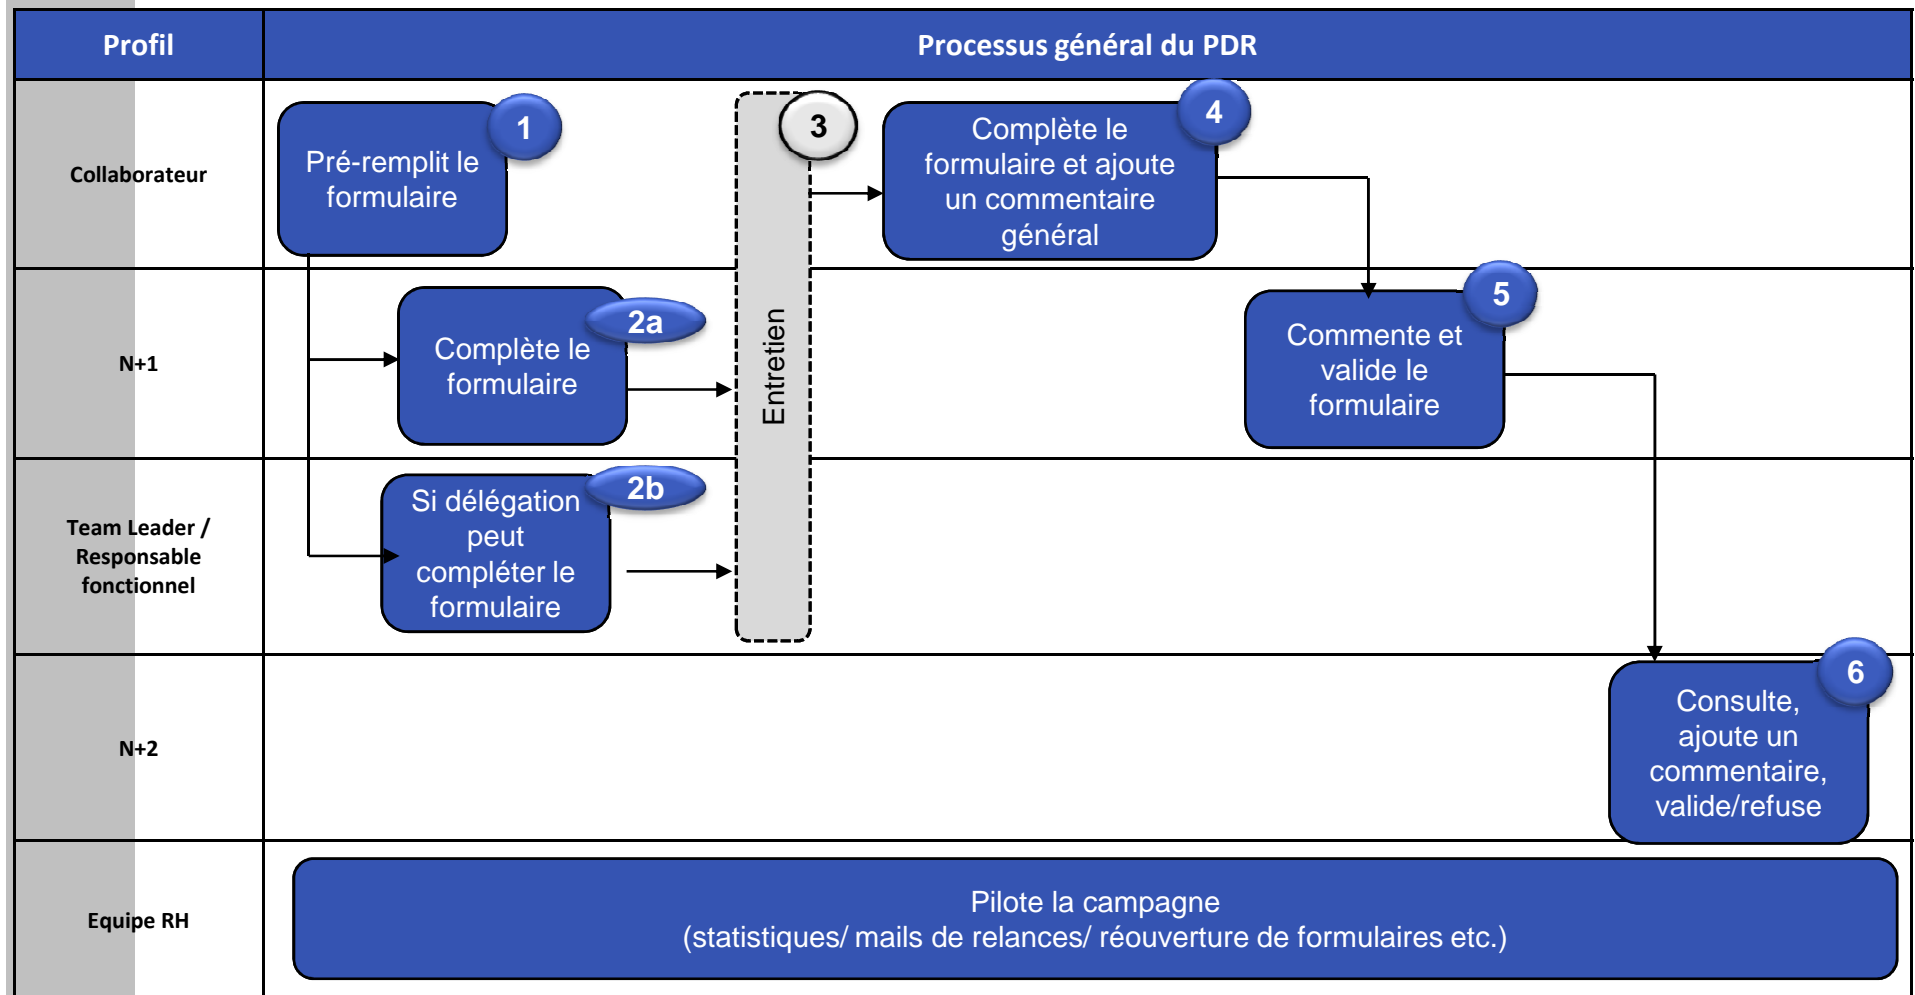 Profil
Processus général du PDR
Collaborateur
1
Pré-remplit le
formulaire
3
4
Complète le
formulaire et ajoute
un commentaire
général
N+1
2a
Complète le
formulaire
Entretien
5
Commente et
valide le
formulaire
Team Leader /
Responsable
fonctionnel
2b
Si délégation
peut
compléter le
formulaire
N+2
6
Consulte,
ajoute un
commentaire,
valide/refuse
Equipe RH
Pilote la campagne
(statistiques/ mails de relances/ réouverture de formulaires etc.)